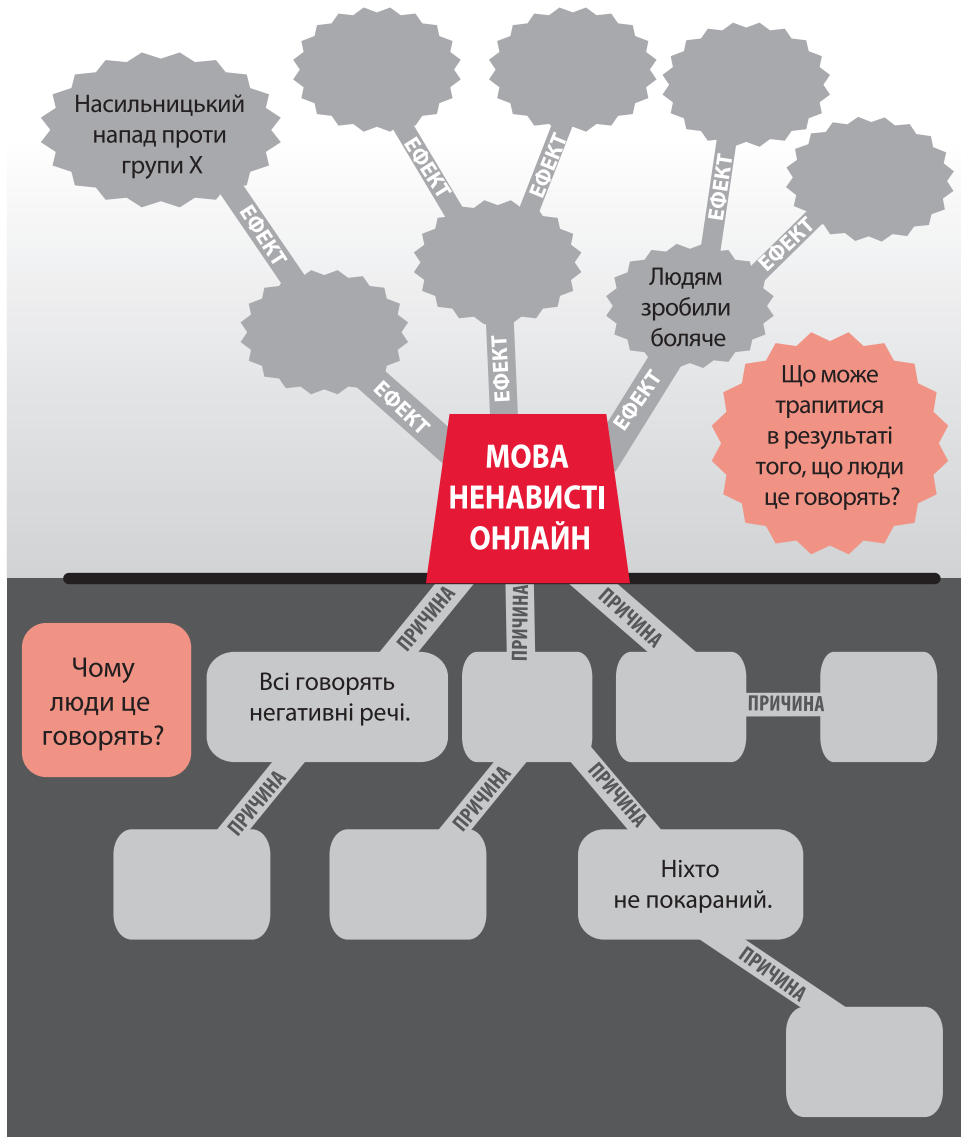 Насильницький
напад проти
групи X
ЕФЕКТ
ЕФЕКТ
ЕФЕКТ
ЕФЕКТ
ЕФЕКТ
Людям
зробили
боляче
ЕФЕКТ
ЕФЕКТ
ЕФЕКТ
Що може
трапитися
в результаті
того, що люди
це говорять?
МОВА
НЕНАВИСТІ
ОНЛАЙН
ПРИЧИНА
ПРИЧИНА
ПРИЧИНА
Чому
люди це
говорять?
Всі говорять
негативні речі.
ПРИЧИНА
ПРИЧИНА
ПРИЧИНА
ПРИЧИНА
Ніхто
не покараний.
ПРИЧИНА